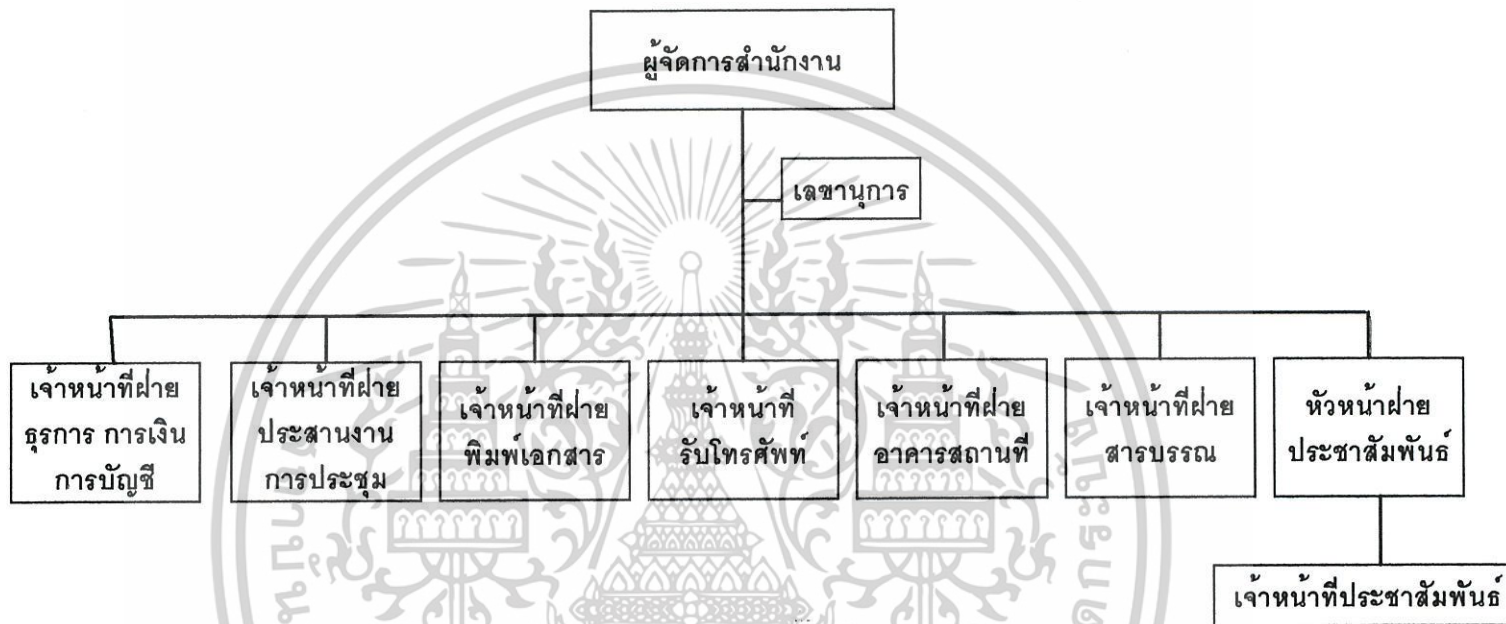 ผู้จัดการสำนักงาน
เลขานุการ
เจ้าหน้าที่ฝ่าย
ธุรการ การเงิน
การบัญชี
เจ้าหน้าที่ฝ่าย
ประสานงาน
การประชุม
เจ้าหน้าที่ฝ่าย
พิมพ์เอกสาร
เจ้าหน้าที่
รับโทรศัพท์
เจ้าหน้าที่ฝ่าย
อาคารสถานที่
เจ้าหน้าที่ฝ่าย
สารบรรณ
หัวหน้าฝ่าย
ประชาสัมพันธ์
เจ้าหน้าที่ประชาสัมพันธ์